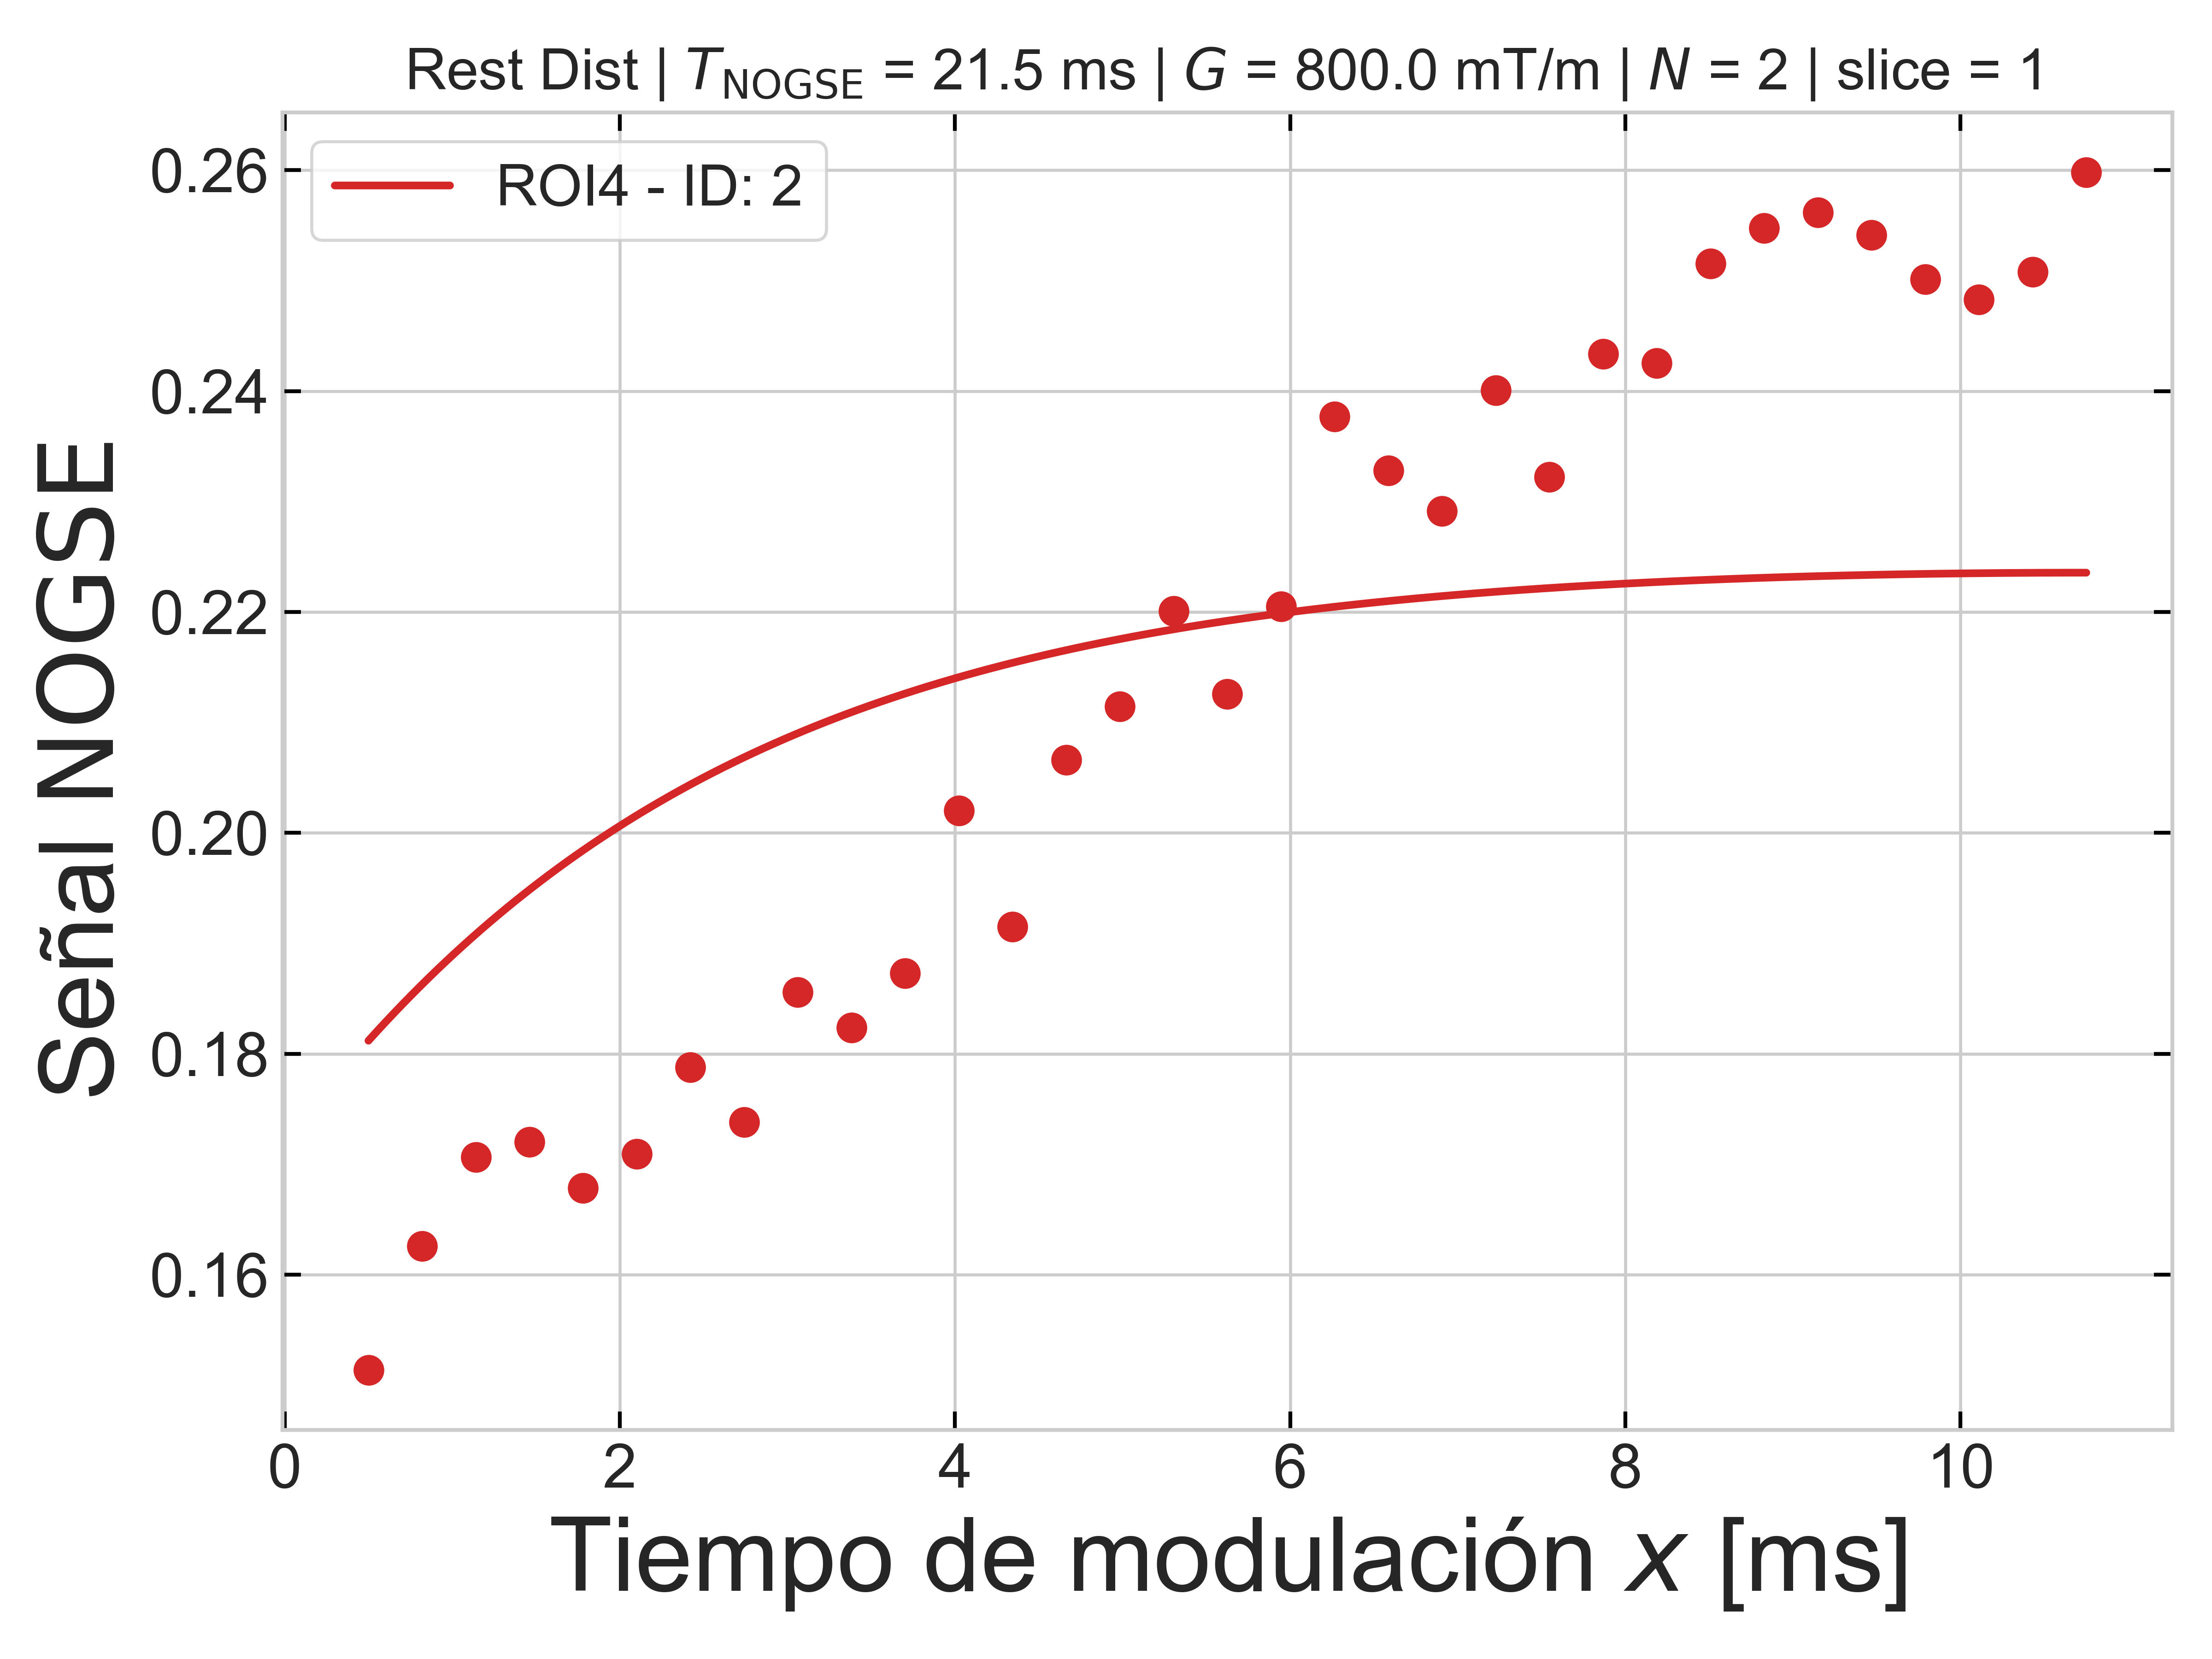 Rest Dist | T_NOGSE = 21.5 ms | G = 800.0 mT/m | N = 2 | slice = 1
ROI4 - ID: 2
Señal NOGSE
0.26
0.24
0.22
0.20
0.18
0.16
0 2 4 6 8 10
Tiempo de modulación x [ms]